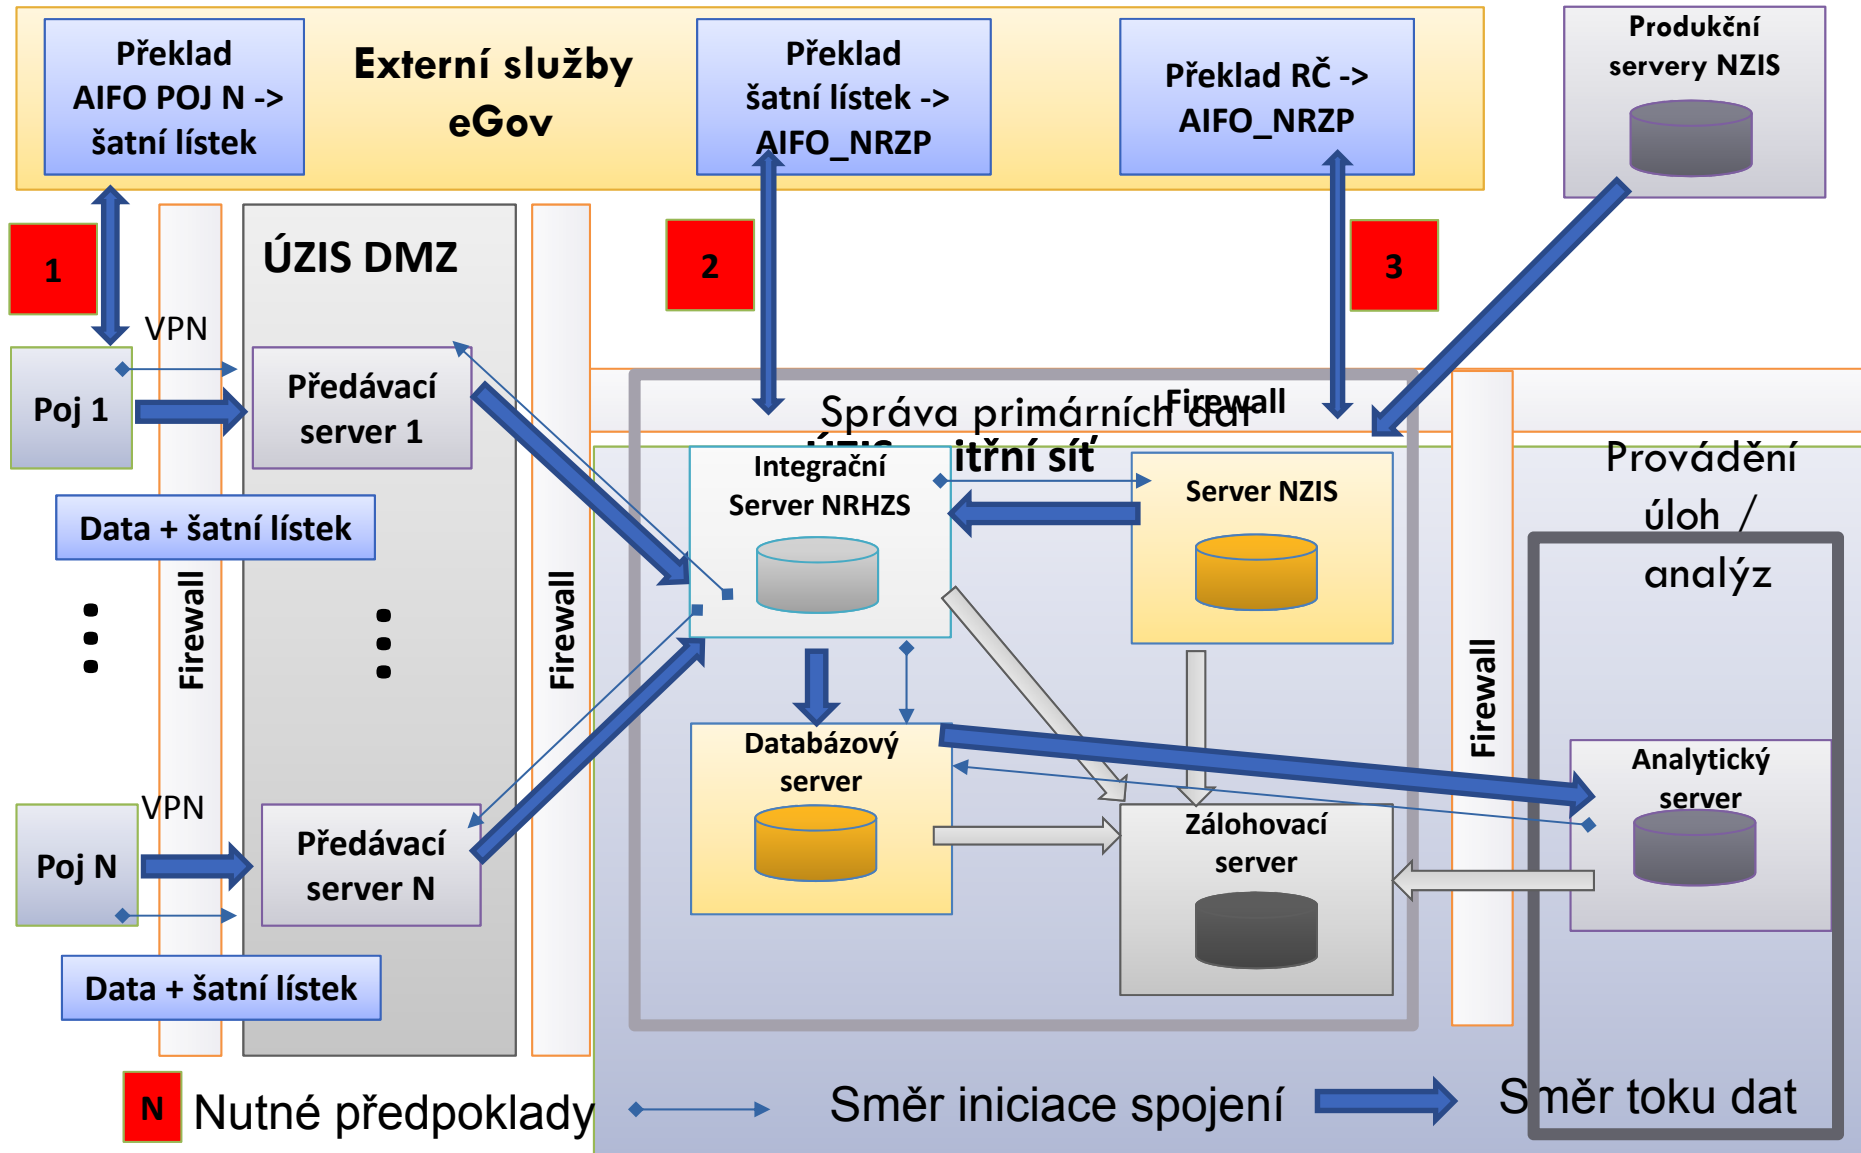 Překlad
AIFO POJ N ->
šatní lístek
Externí služby
eGov
Překlad
šatní lístek ->
AIFO_NRZP
Překlad RČ ->
AIFO_NRZP
Produkční
servery NZIS
1
2
3
ÚZIS DMZ
VPN
Poj 1
Předávací
server 1
Data + šatní lístek
Firewall
Firewall
Firewall
Správa primárních dat
itřní síť
Integrační
Server NRHZS
Server NZIS
Provádění
úloh /
analýz
Firewall
Databázový
server
Analytický
server
Zálohovací
server
VPN
Poj N
Předávací
server N
Data + šatní lístek
N
Nutné předpoklady
Směr iniciace spojení
Směr toku dat